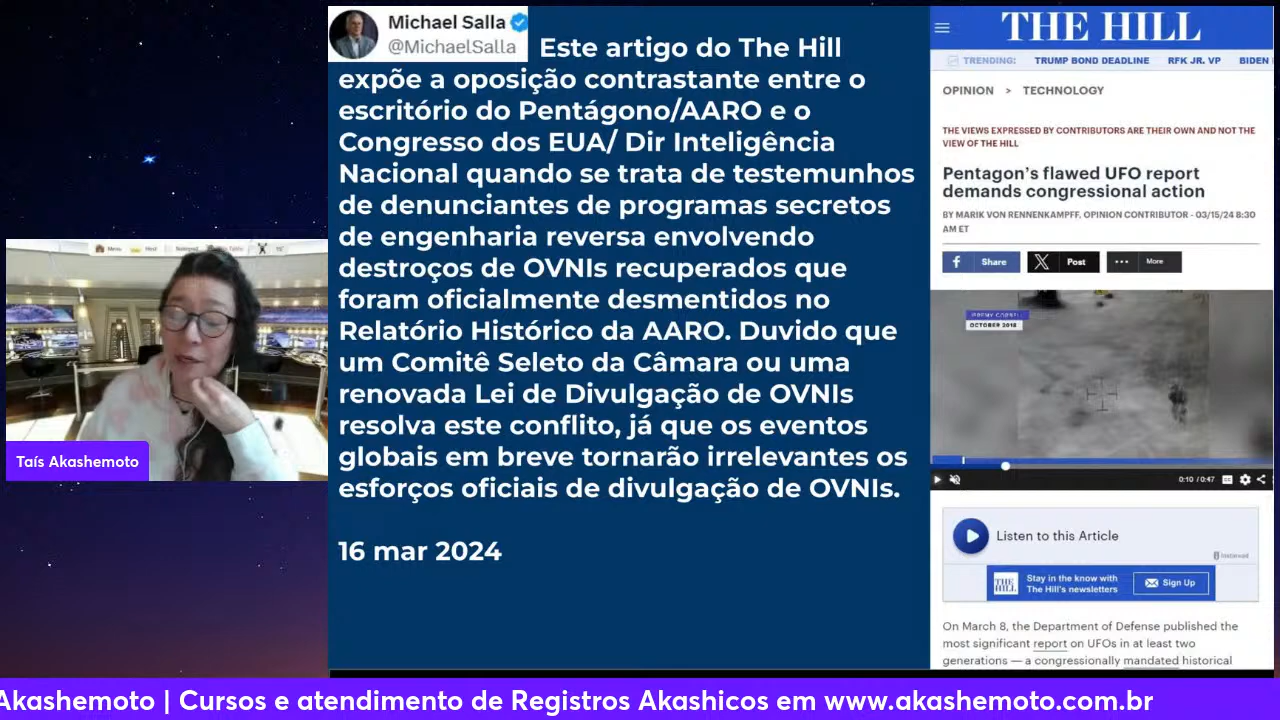 Michael Salla
@MichaelSalla
Este artigo do The Hill
expõe a oposição contrastante entre o
escritório do Pentágono/AARO e o
Congresso dos EUA/ Dir Inteligência
Nacional quando se trata de testemunhos
de denunciantes de programas secretos
de engenharia reversa envolvendo
destroços de OVNIs recuperados que
foram oficialmente desmentidos no
Relatório Histórico da AARO. Duvido que
um Comitê Seleto da Câmara ou uma
renovada Lei de Divulgação de OVNIs
resolva este conflito, já que os eventos
globais em breve tornarão irrelevantes os
esforços oficiais de divulgação de OVNIs.
16 mar 2024
THE HILL
TRENDING: TRUMP BOND DEADLINE RFK JR. VP BIDEN
OPINION > TECHNOLOGY
THE VIEWS EXPRESSED BY CONTRIBUTORS ARE THEIR OWN AND NOT THE
VIEW OF THE HILL
Pentagon's flawed UFO report
demands congressional action
BY MARIK VON RENNENKAMPFF, OPINION CONTRIBUTOR - 03/15/24 8:30
AM ET
Share
Post
More
JEREMY CORBELL
OCTOBER 2018
0:10 / 0:47
Listen to this Article
THE
HILL
Stay in the know with
The Hill's newsletters
Sign Up
On March 8, the Department of Defense published the
most significant report on UFOs in at least two
generations — a congressionally mandated historical
Menu
Taís Akashemoto
Akashemoto | Cursos e atendimento de Registros Akashicos em www.akashemoto.com.br